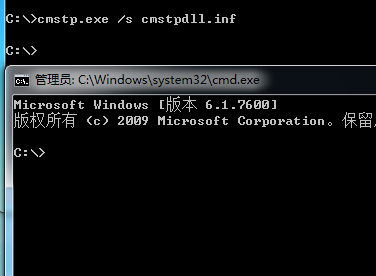 C:\>cmstp.exe /s cmstpdll.inf
C:\>
管理员: C:\Windows\system32\cmd.exe
Microsoft Windows [版本 6.1.7600]
版权所有 (c) 2009 Microsoft Corporation。保留
C:\>